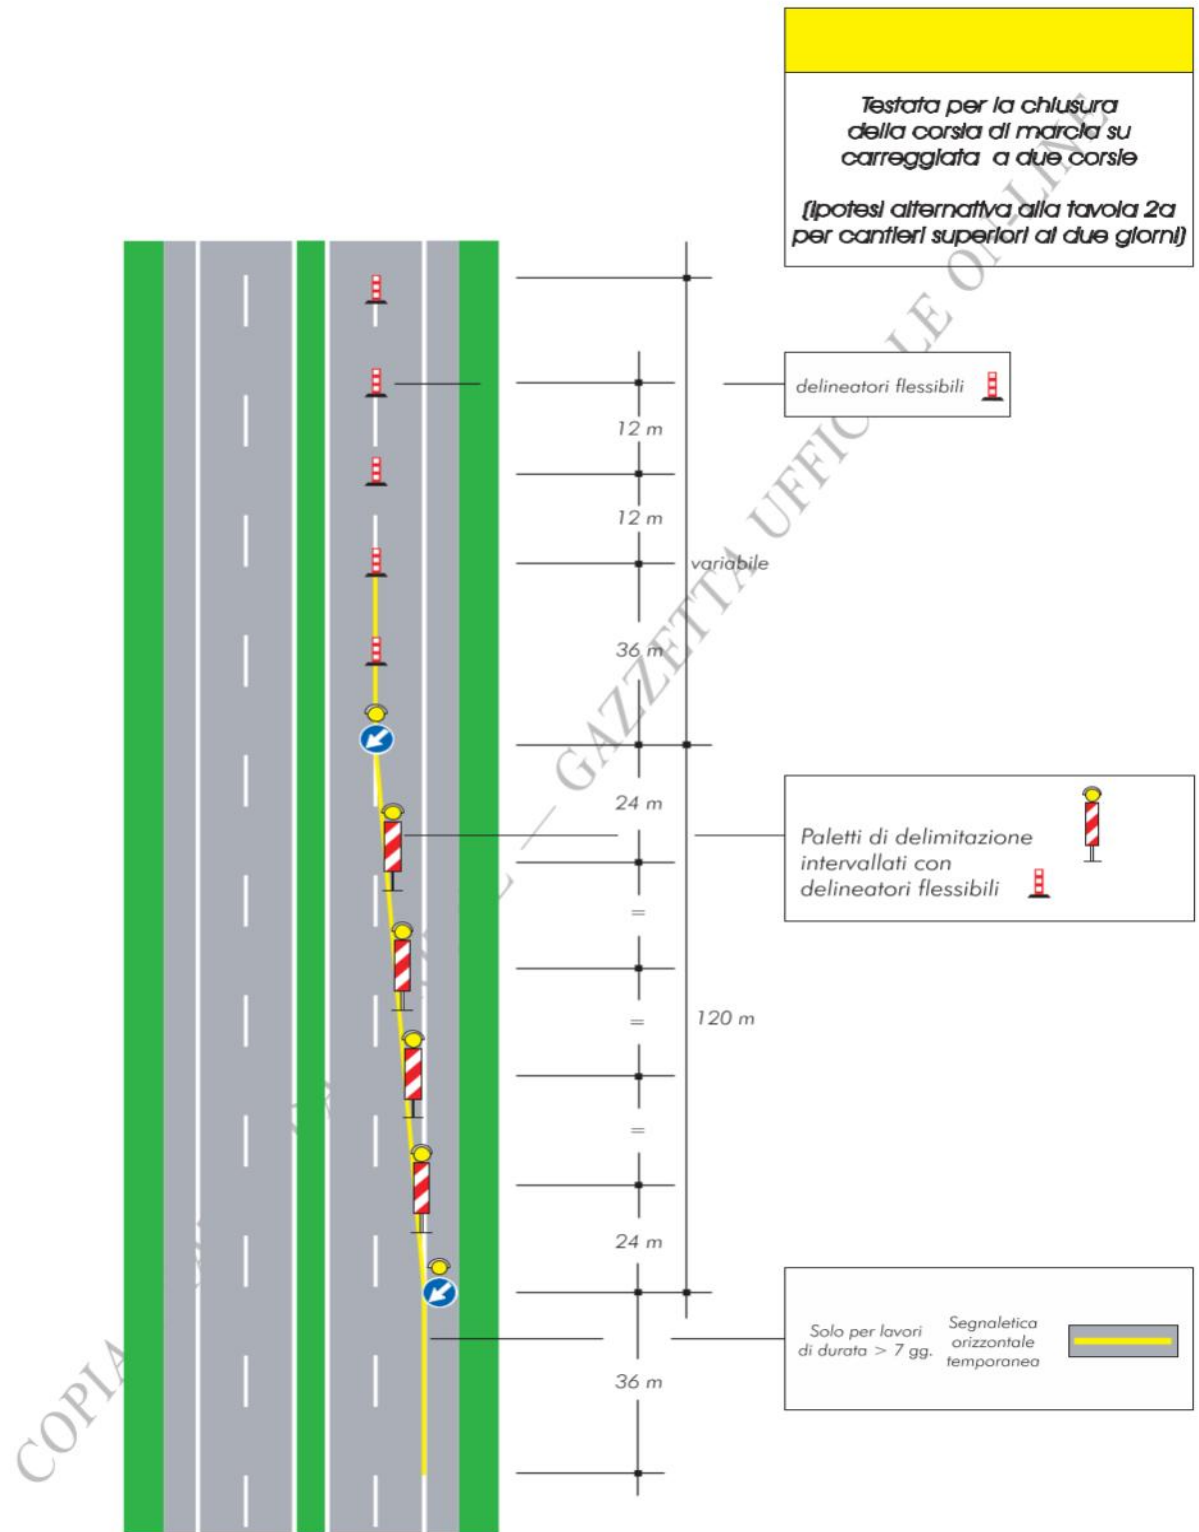 Testata per la chiusura
della corsia di marcia su
carreggiata a due corsie
(ipotesi alternativa alla tavola 2a
per cantieri superiori ai due giorni)
delineatori flessibili
12 m
12 m
variabile
36 m
24 m
Paletti di delimitazione
intervallati con
delineatori flessibili
=
=
120 m
=
24 m
Solo per lavori
di durata > 7 gg.
Segnaletica
orizzontale
temporanea
36 m
COPIA
— GAZZETTA UFFICIALE ON-LINE